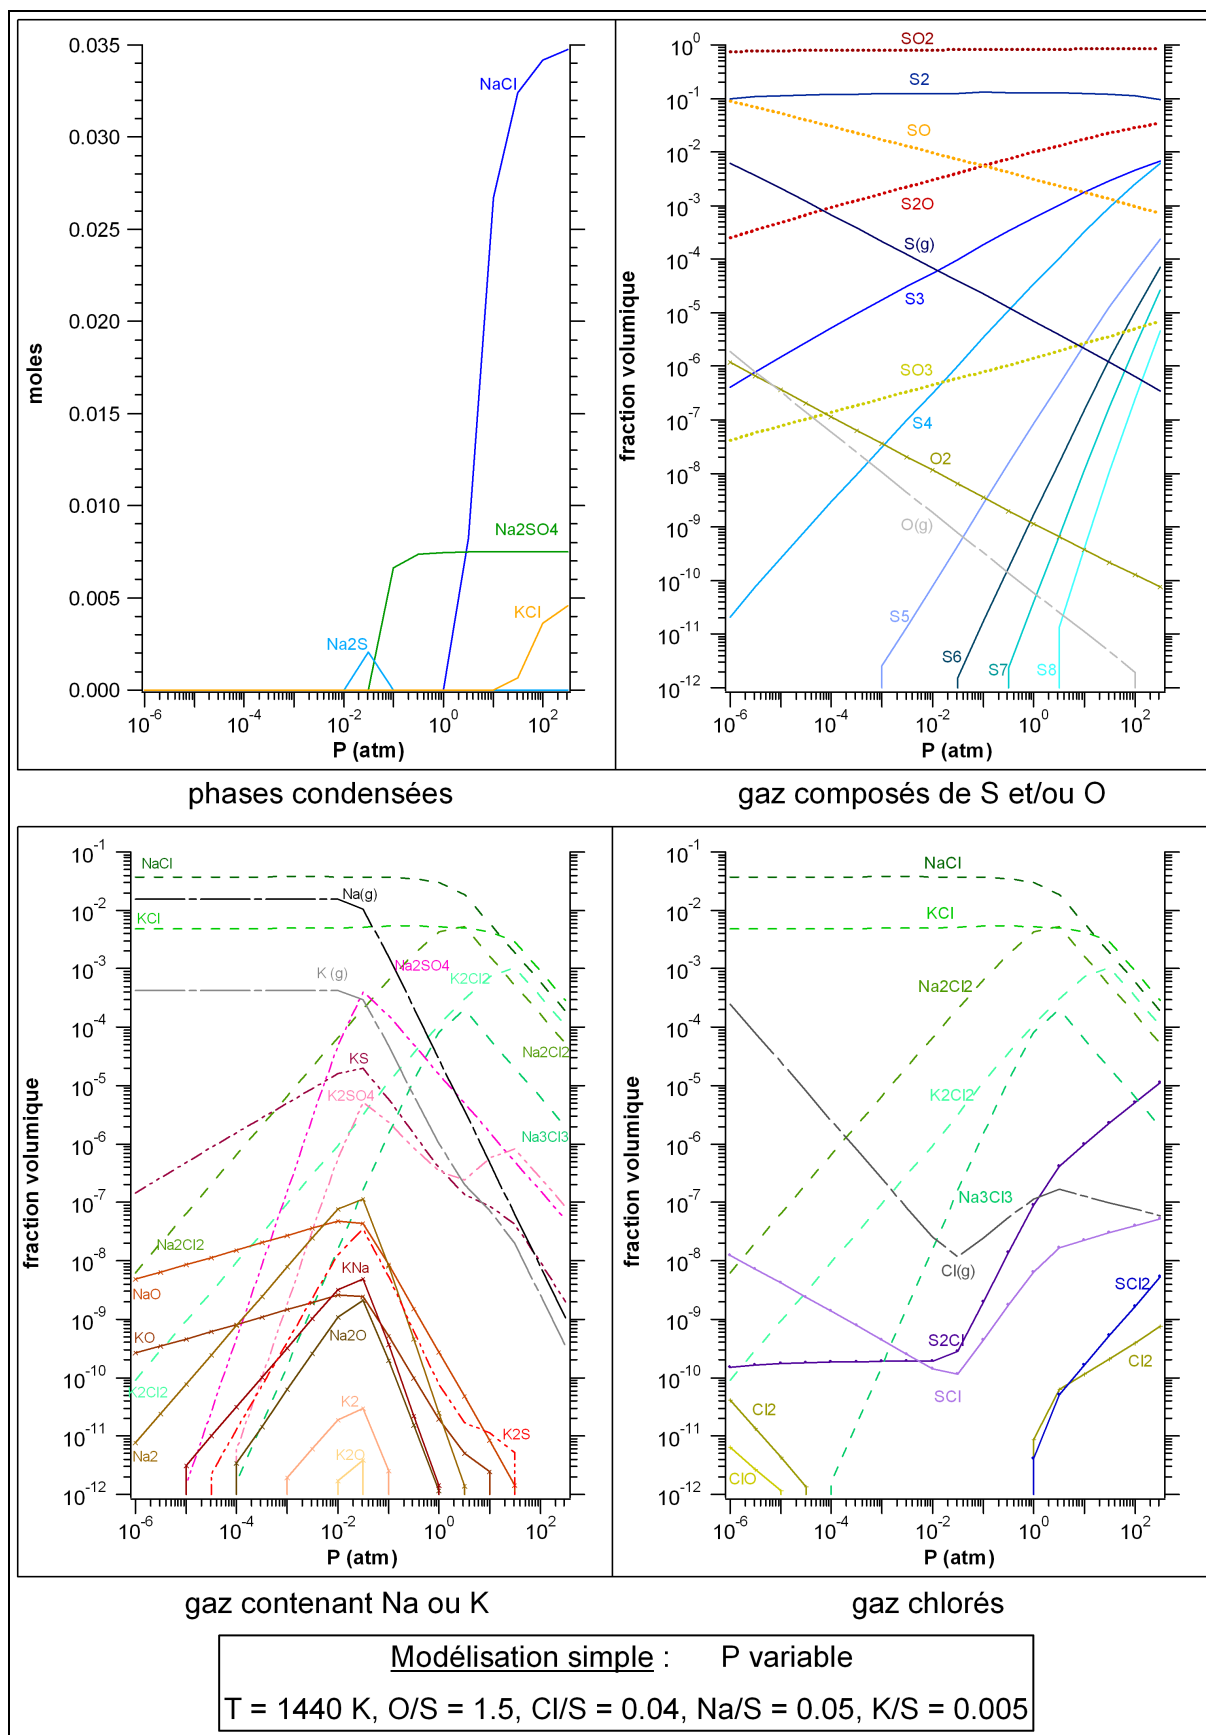 0.035
0.030
0.025
0.020
0.015
0.010
0.005
0.000
moles
NaCl
Na2SO4
KCl
Na2S
10-6
10-4
10-2
100
102
P (atm)
phases condensées
100
10-1
10-2
10-3
10-4
10-5
10-6
10-7
10-8
10-9
10-10
10-11
10-12
fraction volumique
SO2
S2
SO
S2O
S(g)
S3
SO3
S4
O2
O(g)
S5
S6
S7
S8
10-6
10-4
10-2
100
102
P (atm)
gaz composés de S et/ou O
10-1
10-2
10-3
10-4
10-5
10-6
10-7
10-8
10-9
10-10
10-11
10-12
fraction volumique
NaCl
Na(g)
KCl
K (g)
Na2SO4
K2Cl2
Na2Cl2
KS
K2SO4
Na3Cl3
Na2Cl2
NaO
KNa
KO
Na2O
K2Cl2
K2
K2S
Na2
K2O
10-6
10-4
10-2
100
102
P (atm)
gaz contenant Na ou K
10-1
10-2
10-3
10-4
10-5
10-6
10-7
10-8
10-9
10-10
10-11
10-12
fraction volumique
NaCl
KCl
Na2Cl2
K2Cl2
Na3Cl3
Cl(g)
SCl2
S2Cl
Cl2
SCl
Cl2
ClO
10-6
10-4
10-2
100
102
P (atm)
gaz chlorés
Modélisation simple : P variable
T = 1440 K, O/S = 1.5, Cl/S = 0.04, Na/S = 0.05, K/S = 0.005